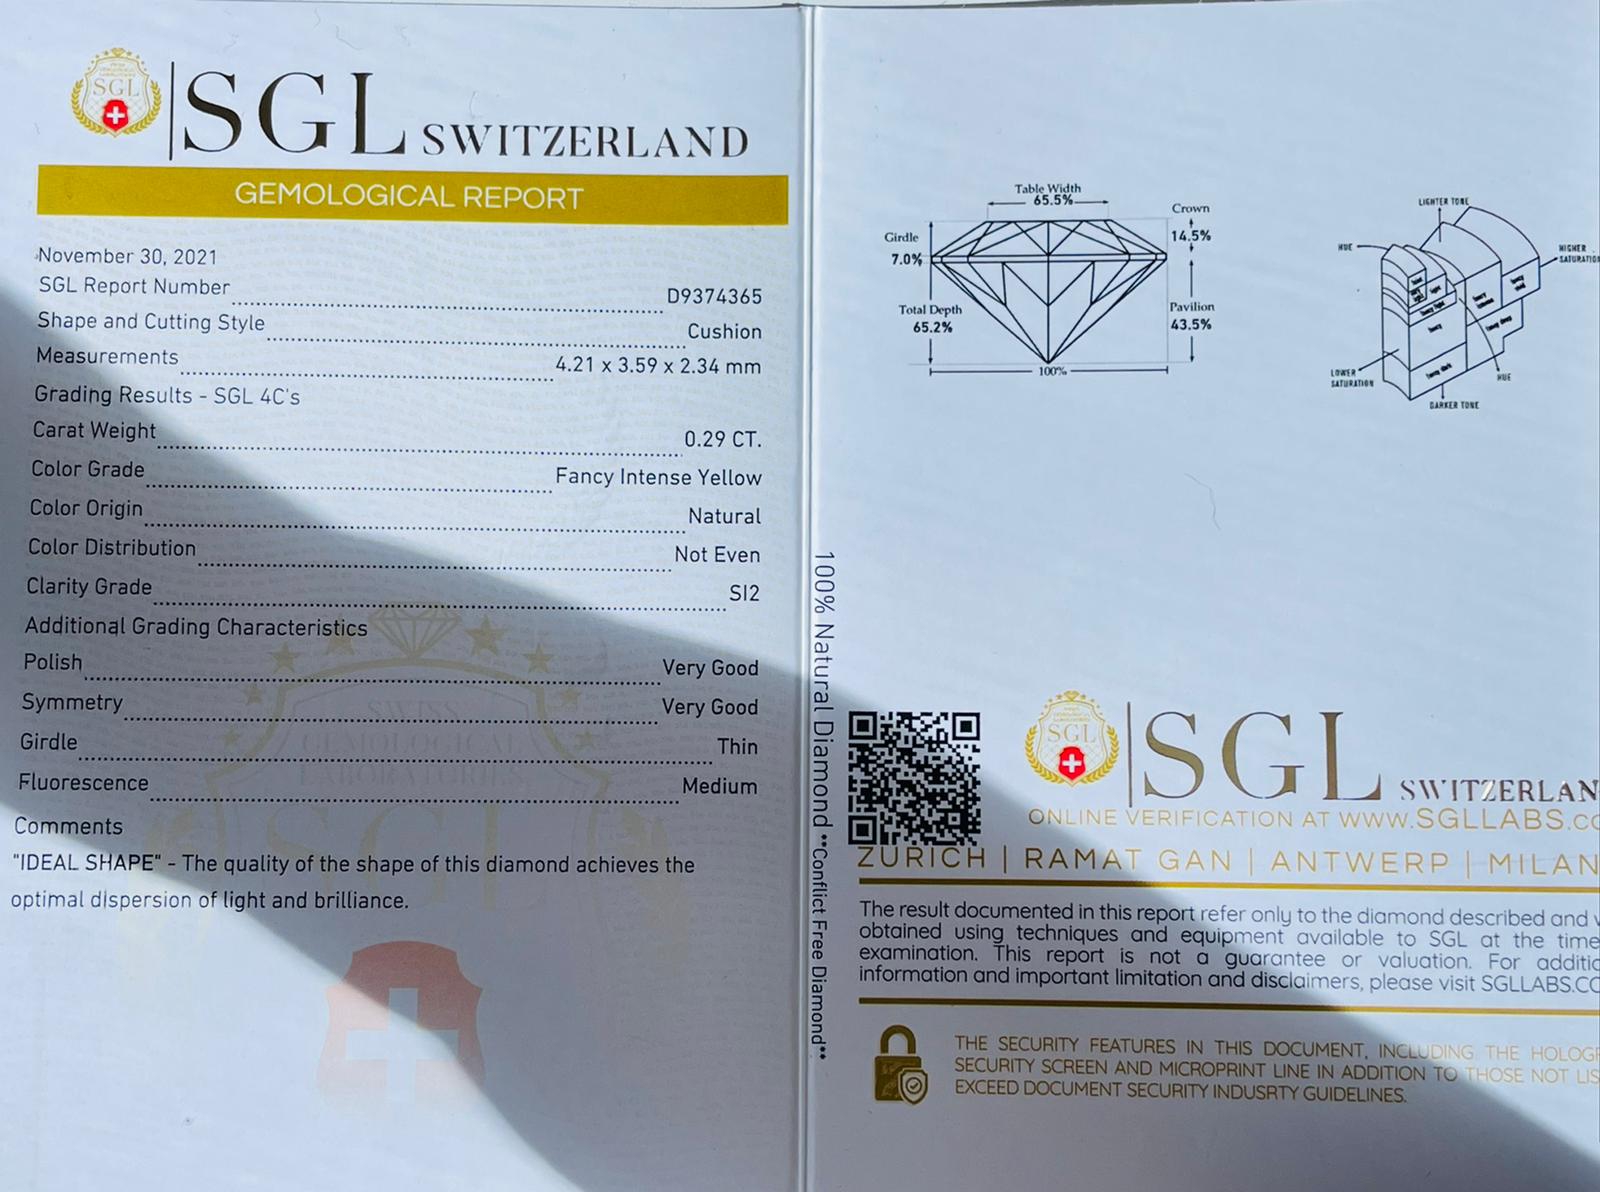 SGL SWITZERLAND
GEMOLOGICAL REPORT
November 30, 2021
SGL Report Number D9374365
Shape and Cutting Style Cushion
Measurements 4.21 x 3.59 x 2.34 mm
Grading Results - SGL 4C's
Carat Weight 0.29 CT.
Color Grade Fancy Intense Yellow
Color Origin Natural
Color Distribution Not Even
Clarity Grade SI2
Additional Grading Characteristics
Polish Very Good
Symmetry Very Good
Girdle Thin
Fluorescence Medium
Comments
"IDEAL SHAPE" - The quality of the shape of this diamond achieves the
optimal dispersion of light and brilliance.
SWISS
GEMOLOGICAL
LABORATORIES
SGL
100% Natural Diamond **Conflict Free Diamond**
Table Width
65.5%
Crown
14.5%
Girdle
7.0%
Total Depth
65.2%
Pavilion
43.5%
100%
LIGHTER TONE
HUE
HIGHER
SATURATION
LOWER
SATURATION
HUE
DARKER TONE
SGL SWITZERLAN
ONLINE VERIFICATION AT WWW.SGLLABS.CO
ZURICH | RAMAT GAN | ANTWERP | MILAN
The result documented in this report refer only to the diamond described and
obtained using techniques and equipment available to SGL at the time
examination. This report is not a guarantee or valuation. For additio
information and important limitation and disclaimers, please visit SGLLABS.CO
THE SECURITY FEATURES IN THIS DOCUMENT, INCLUDING THE HOLOGR
SECURITY SCREEN AND MICROPRINT LINE IN ADDITION TO THOSE NOT LIS
EXCEED DOCUMENT SECURITY INDUSRTY GUIDELINES.